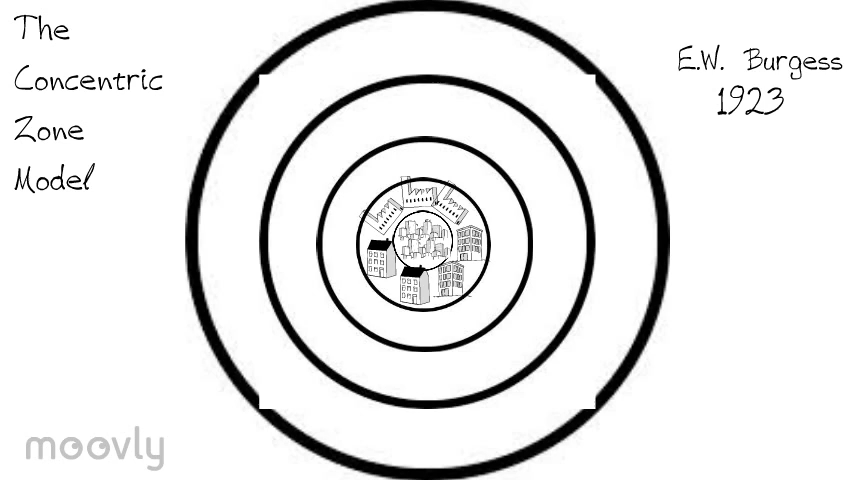 The
Concentric
Zone
Model
E.W. Burgess
1923
moovly